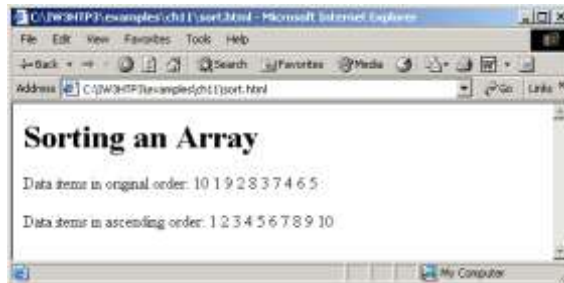 C:\IW3HTP3\examples\ch11\sort.html - Microsoft Internet Explorer
File Edit View Favorites Tools Help
Back Search Favorites Media
Address C:\IW3HTP3\examples\ch11\sort.html Go Links
Sorting an Array
Data items in original order: 10 1 9 2 8 3 7 4 6 5
Data items in ascending order: 1 2 3 4 5 6 7 8 9 10
My Computer